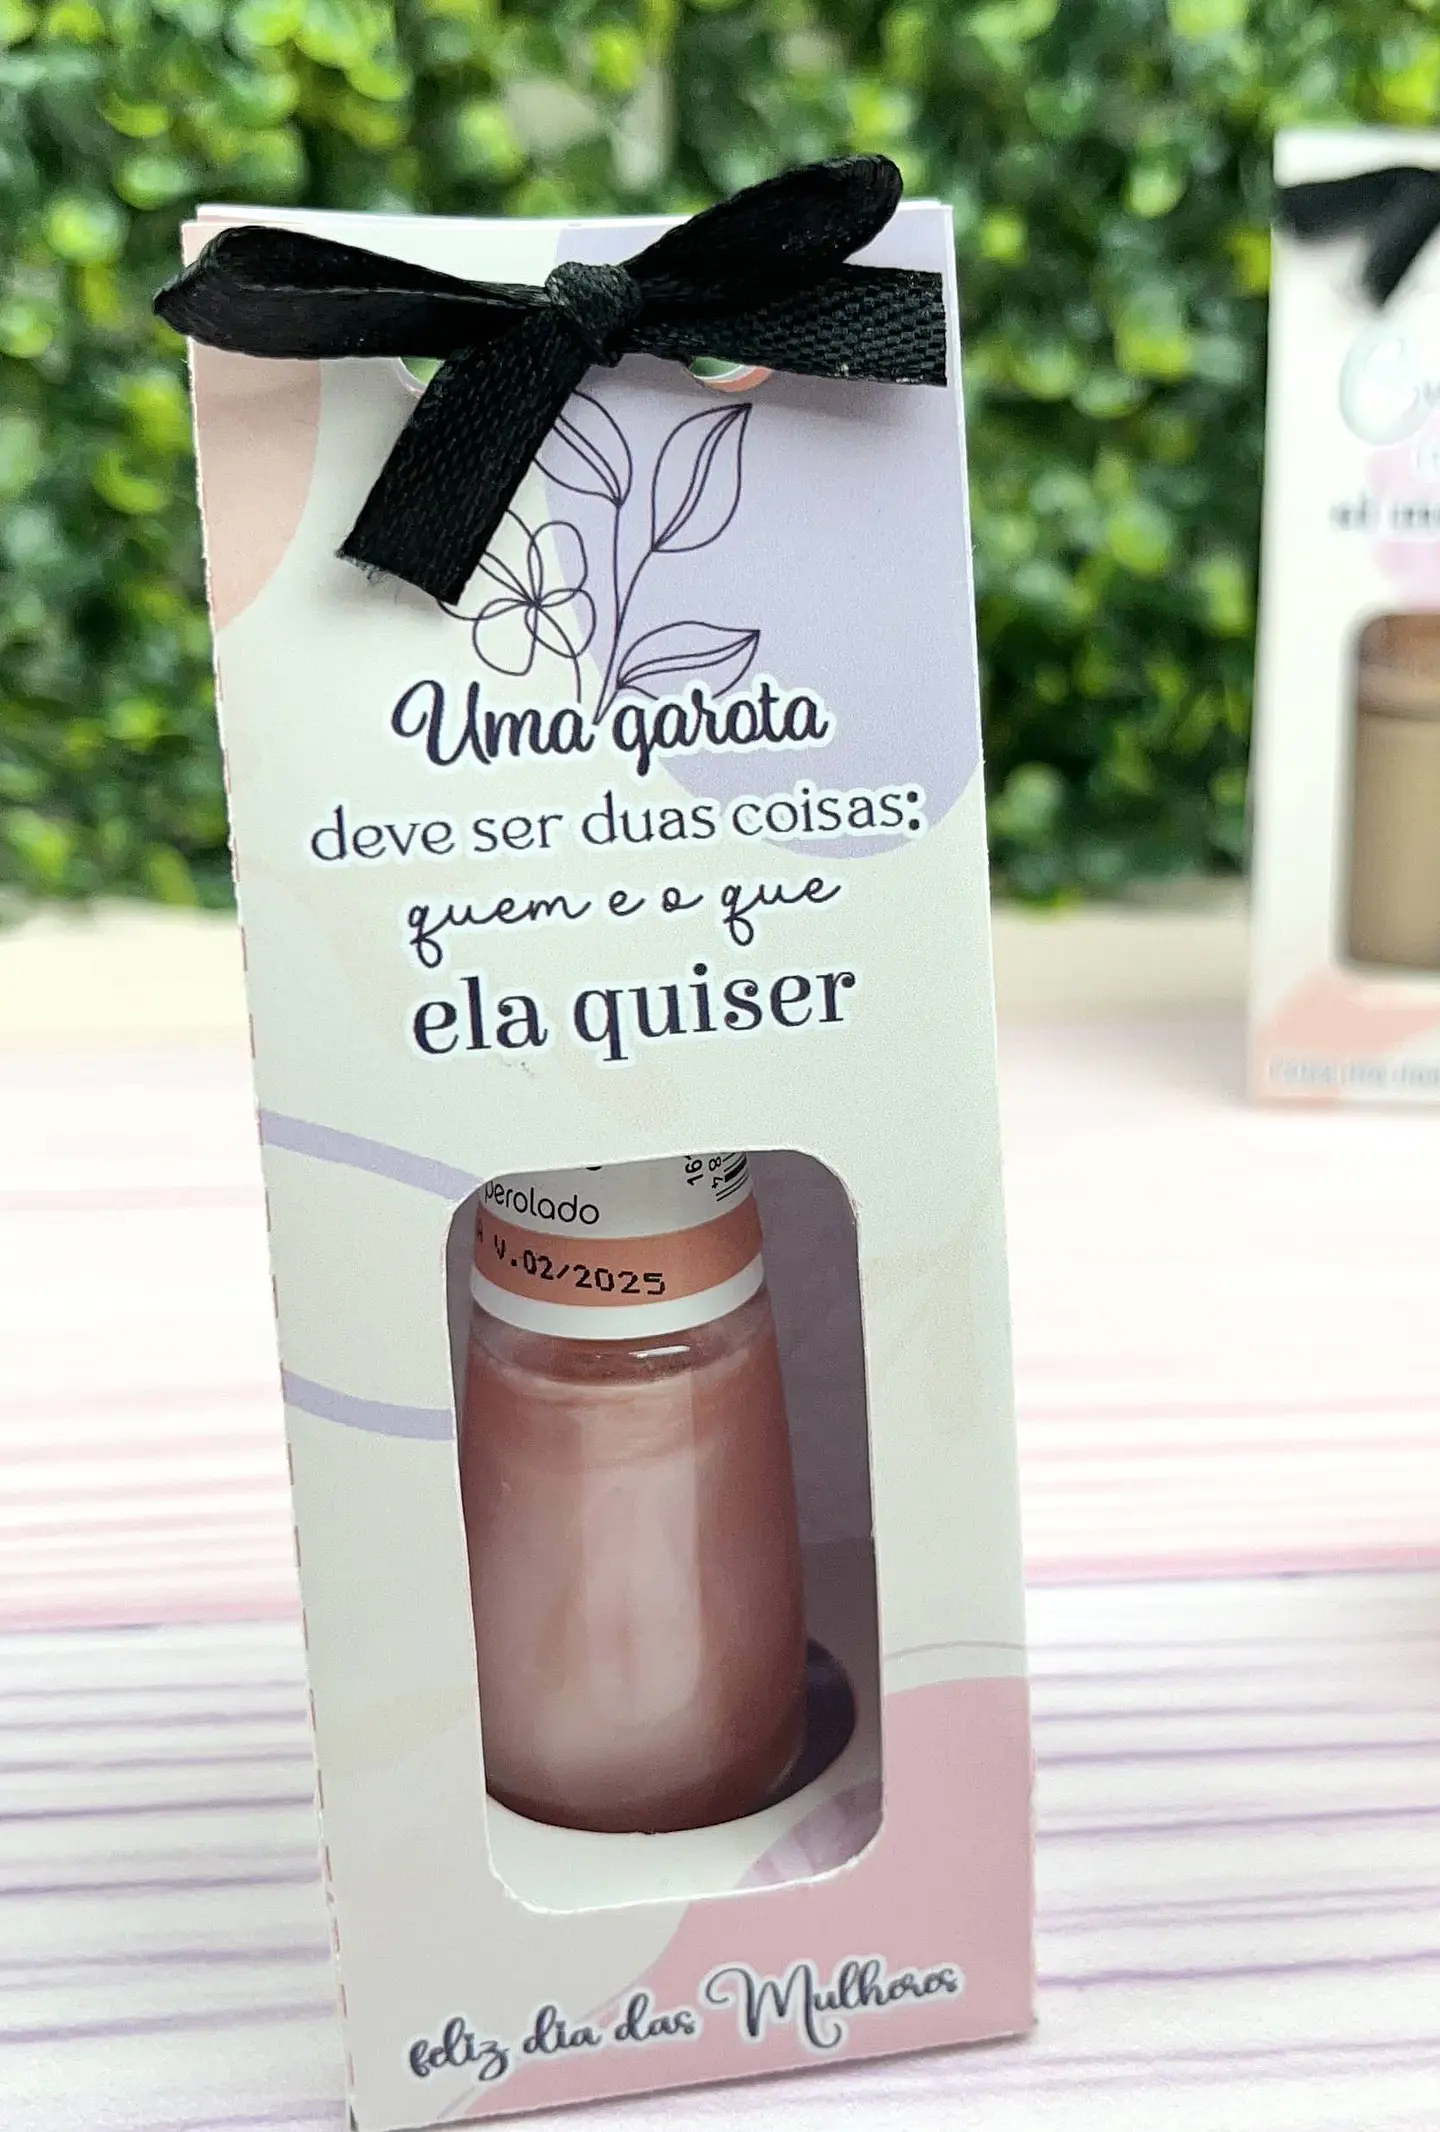 Uma garota
deve ser duas coisas:
quem e o que
ela quiser
perolado
V.02/2025
feliz dia das Mulheres